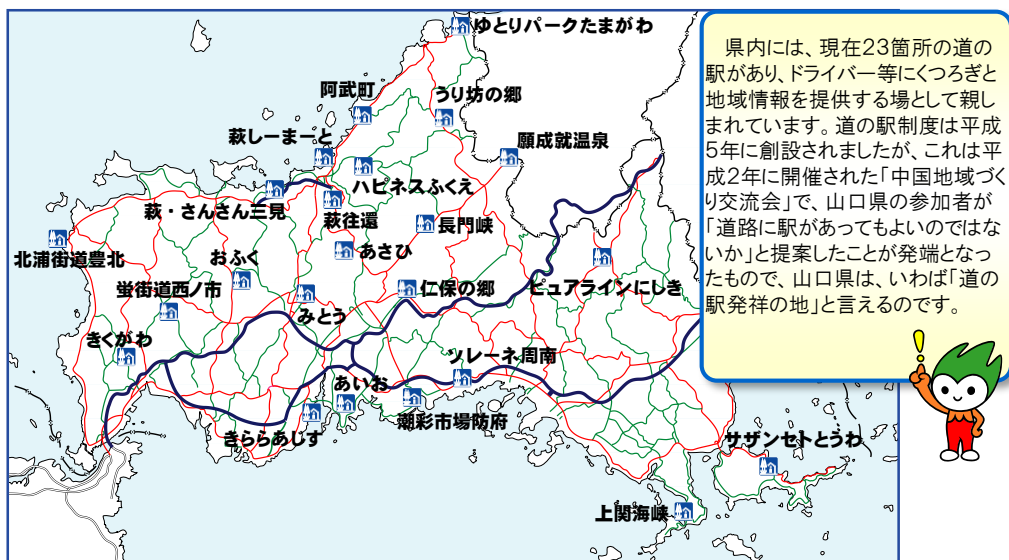 ゆとりパークたまがわ
阿武町
うり坊の郷
萩しーまーと
願成就温泉
ハピネスふくえ
萩・さんさん三見
萩往還
長門峡
北浦街道豊北
おふく
あさひ
蛍街道西ノ市
仁保の郷
ピュアラインにしき
みとう
きくがわ
ソレーネ周南
あいお
潮彩市場防府
きららあじす
サザンセトとうわ
上関海峡
県内には、現在23箇所の道の
駅があり、ドライバー等にくつろぎと
地域情報を提供する場として親し
まれています。道の駅制度は平成
5年に創設されましたが、これは平
成2年に開催された「中国地域づく
り交流会」で、山口県の参加者が
「道路に駅があってもよいのではな
いか」と提案したことが発端となっ
たもので、山口県は、いわば「道の
駅発祥の地」と言えるのです。